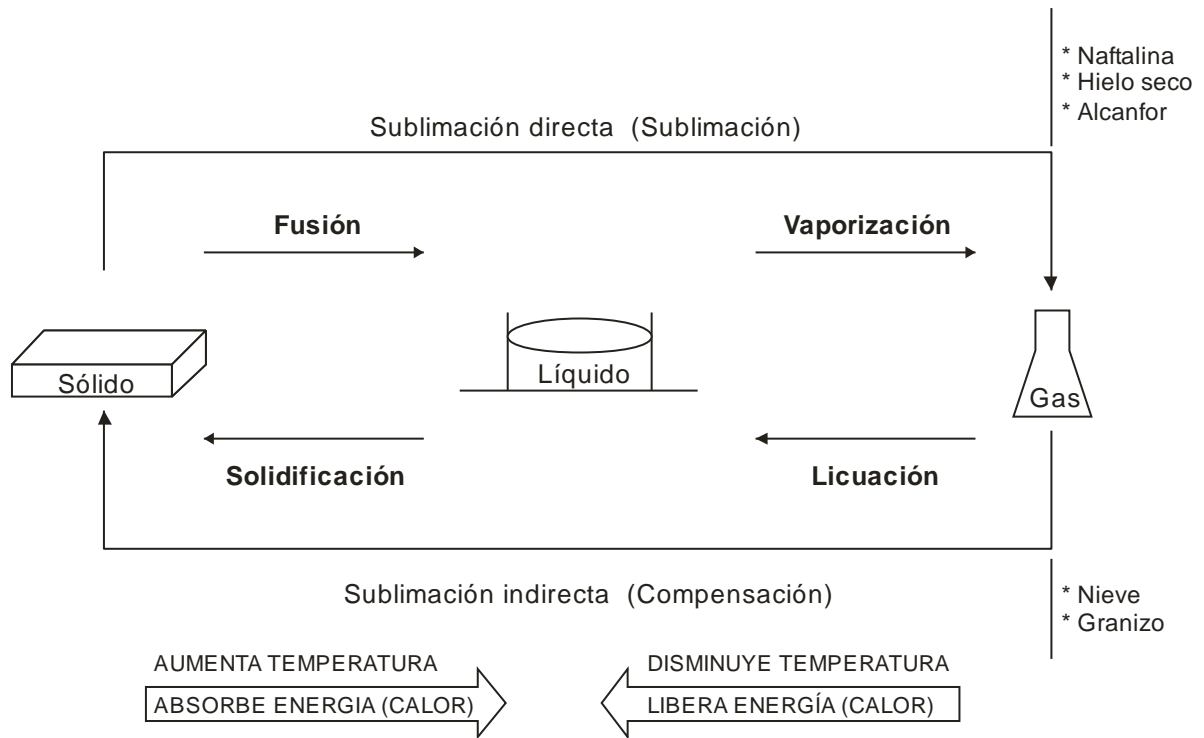 * Naftalina
* Hielo seco
* Alcanfor
Sublimación directa (Sublimación)
Fusión
Vaporización
Sólido
Líquido
Gas
Solidificación
Licuación
Sublimación indirecta (Compensación)
* Nieve
* Granizo
AUMENTA TEMPERATURA
DISMINUYE TEMPERATURA
ABSORBE ENERGIA (CALOR)
LIBERA ENERGÍA (CALOR)